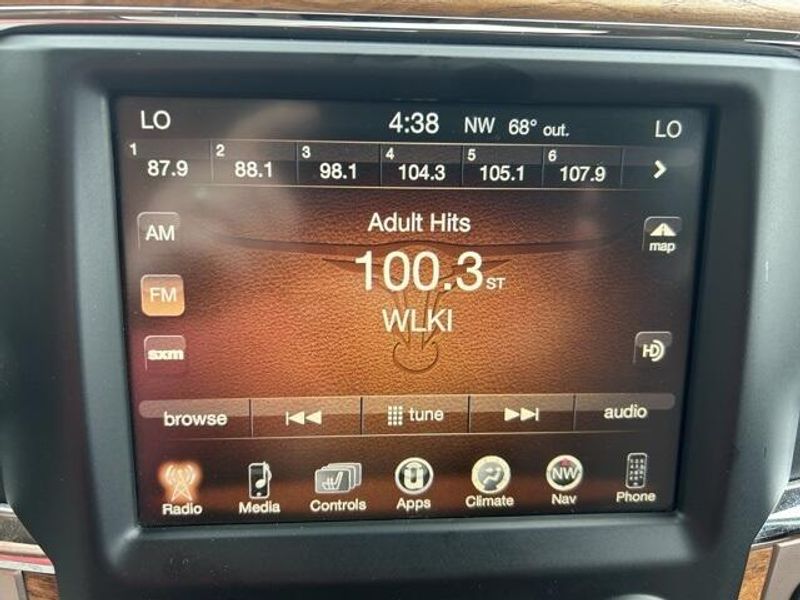 LO 4:38 NW 68° out. LO
1 87.9 2 88.1 3 98.1 4 104.3 5 105.1 6 107.9
AM Adult Hits map
100.3 ST
FM WLKI
sxm HD
browse tune audio
Radio Media Controls Apps Climate NW Nav Phone